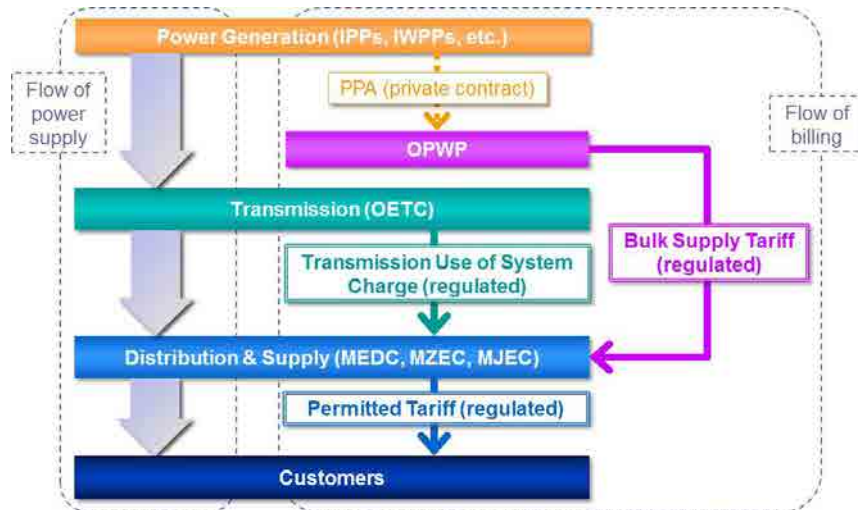 Power Generation (IPPs, IWPPs, etc.)
Flow of
power
supply
PPA (private contract)
Flow of
billing
OPWP
Transmission (OETC)
Bulk Supply Tariff
(regulated)
Transmission Use of System
Charge (regulated)
Distribution & Supply (MEDC, MZEC, MJEC)
Permitted Tariff (regulated)
Customers